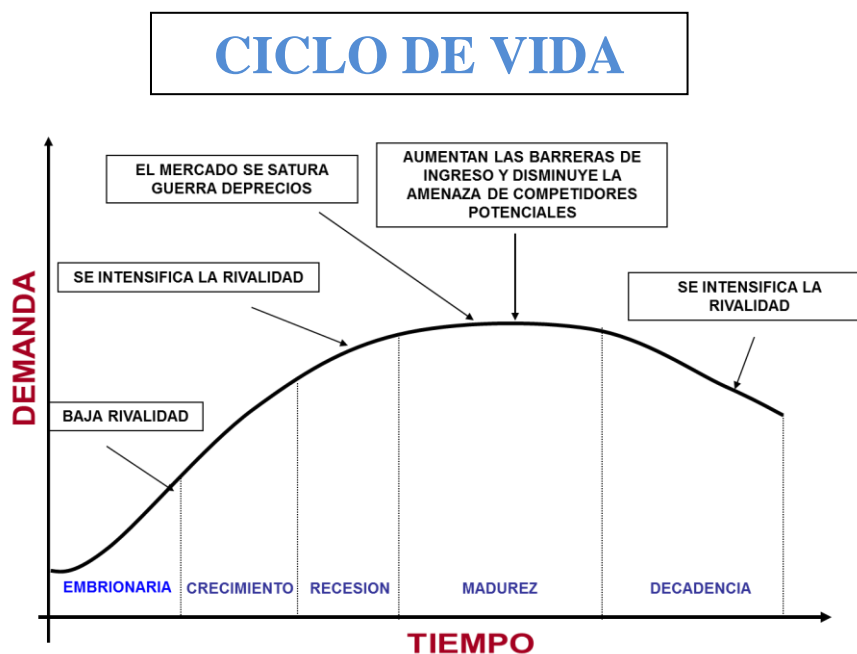 CICLO DE VIDA
EL MERCADO SE SATURA
GUERRA DEPRECIOS
AUMENTAN LAS BARRERAS DE
INGRESO Y DISMINUYE LA
AMENAZA DE COMPETIDORES
POTENCIALES
SE INTENSIFICA LA RIVALIDAD
SE INTENSIFICA LA
RIVALIDAD
DEMANDA
BAJA RIVALIDAD
EMBRIONARIA
CRECIMIENTO
RECESION
MADUREZ
DECADENCIA
TIEMPO